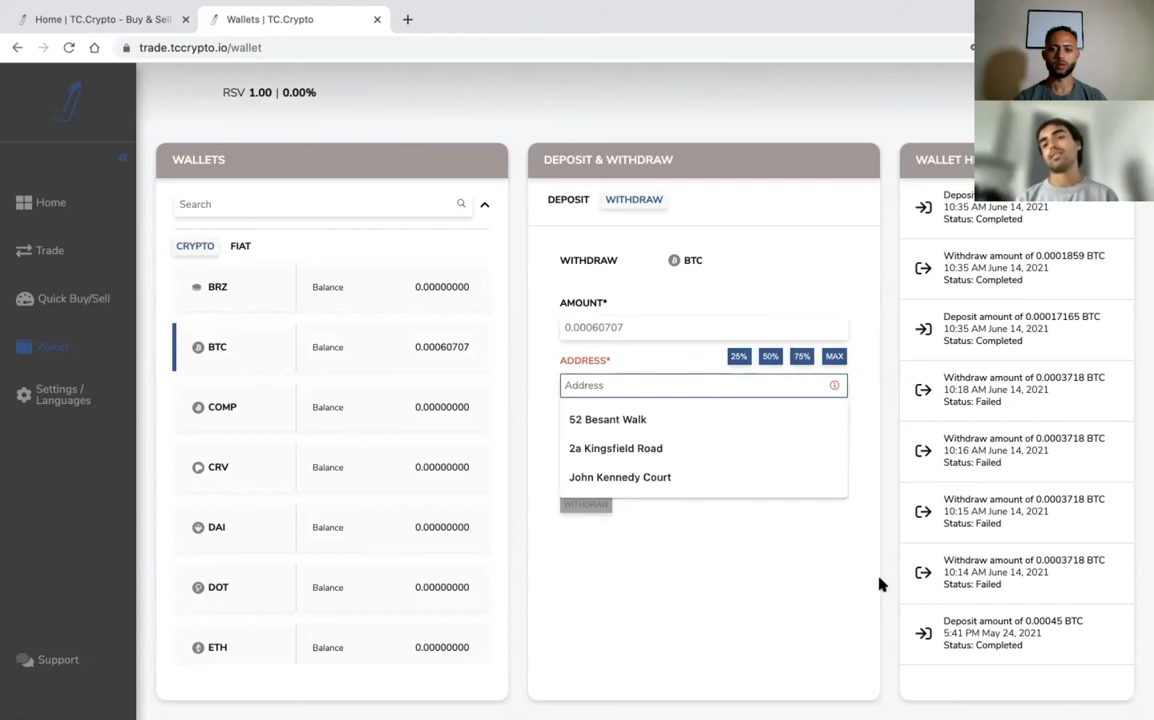 Home | TC.Crypto - Buy & Sel
Wallets | TC.Crypto
trade.tccrypto.io/wallet
RSV 1.00 | 0.00%
Home
Trade
Quick Buy/Sell
Wallet
Settings /
Languages
Support
WALLETS
Search
CRYPTO FIAT
BRZ Balance 0.00000000
BTC Balance 0.00060707
COMP Balance 0.00000000
CRV Balance 0.00000000
DAI Balance 0.00000000
DOT Balance 0.00000000
ETH Balance 0.00000000
DEPOSIT & WITHDRAW
DEPOSIT WITHDRAW
WITHDRAW BTC
AMOUNT*
0.00060707
ADDRESS* 25% 50% 75% MAX
Address
52 Besant Walk
2a Kingsfield Road
John Kennedy Court
WITHDRAW
WALLET H
Deposi
10:35 AM June 14, 2021
Status: Completed
Withdraw amount of 0.0001859 BTC
10:35 AM June 14, 2021
Status: Completed
Deposit amount of 0.00017165 BTC
10:35 AM June 14, 2021
Status: Completed
Withdraw amount of 0.0003718 BTC
10:18 AM June 14, 2021
Status: Failed
Withdraw amount of 0.0003718 BTC
10:16 AM June 14, 2021
Status: Failed
Withdraw amount of 0.0003718 BTC
10:15 AM June 14, 2021
Status: Failed
Withdraw amount of 0.0003718 BTC
10:14 AM June 14, 2021
Status: Failed
Deposit amount of 0.00045 BTC
5:41 PM May 24, 2021
Status: Completed